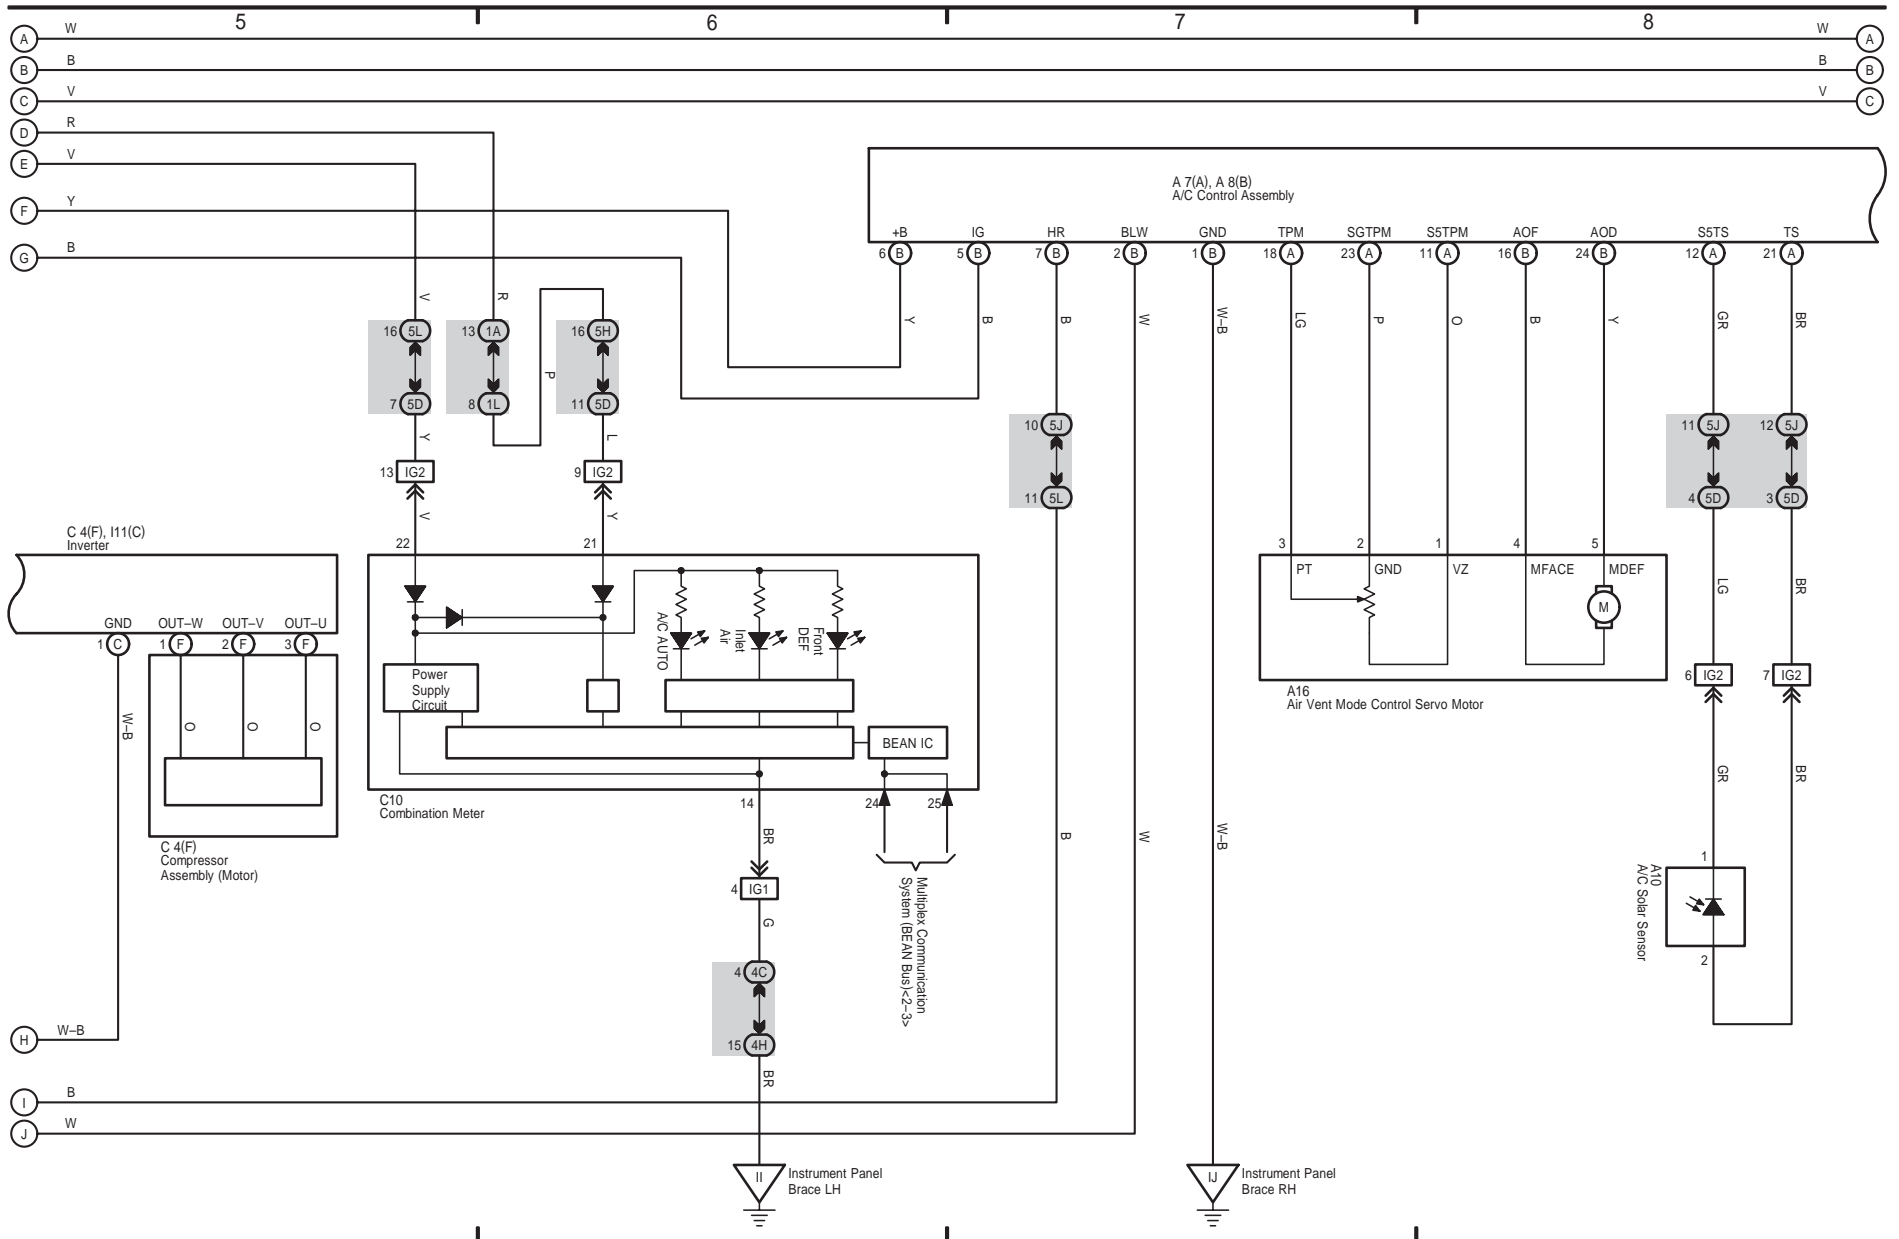 5 6 7 8
A W W A
B B B B
C V V C
D R
E V
F Y
G B
A 7(A), A 8(B)
A/C Control Assembly
+B IG HR BLW GND TPM SGTPM S5TPM AOF AOD S5TS TS
6 B 5 B 7 B 2 B 1 B 18 A 23 A 11 A 16 B 24 B 12 A 21 A
V R Y B B W W–B LG P O B Y GR BR
16 5L 13 1A 16 5H
P
7 5D 8 1L 11 5D
10 5J 11 5J 12 5J
Y L
13 IG2 9 IG2
11 5L 4 5D 3 5D
V Y
C 4(F), I11(C)
Inverter
22 21 3 2 1 4 5
PT GND VZ MFACE MDEF
LG BR
M
GND OUT–W OUT–V OUT–U
1 C 1 F 2 F 3 F
A/C AUTO
Inlet
Air
Front
DEF
Power
Supply
Circuit
6 IG2 7 IG2
A16
Air Vent Mode Control Servo Motor
W–B O O O
BEAN IC
GR BR
C10
Combination Meter
14 24 25
BR B W W–B
C 4(F)
Compressor
Assembly (Motor)
1
A10
A/C Solar Sensor
2
4 IG1
G
Multiplex Communication
System (BEAN Bus)<2–3>
4 4C
15 4H
H W–B
BR
I B
J W
II Instrument Panel
Brace LH
IJ Instrument Panel
Brace RH